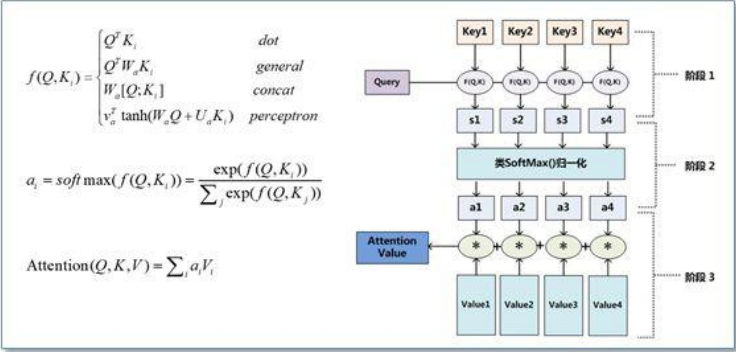 f(Q,K_i) = { Q^T K_i dot
Q^T W_a K_i general
W_a[Q;K_i] concat
v_a^T tanh(W_a Q + U_a K_i) perceptron
a_i = softmax(f(Q,K_i)) = exp(f(Q,K_i)) / ∑_j exp(f(Q,K_j))
Attention(Q,K,V) = ∑_i a_i V_i
Key1 Key2 Key3 Key4
阶段 1
Query F(Q,K) F(Q,K) F(Q,K) F(Q,K)
s1 s2 s3 s4
类SoftMax()归一化
阶段 2
a1 a2 a3 a4
Attention
Value
* + * + * + *
阶段 3
Value1 Value2 Value3 Value4